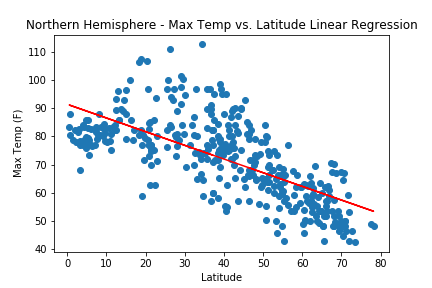 Northern Hemisphere - Max Temp vs. Latitude Linear Regression
110
100
90
80
70
60
50
40
Max Temp (F)
0 10 20 30 40 50 60 70 80
Latitude